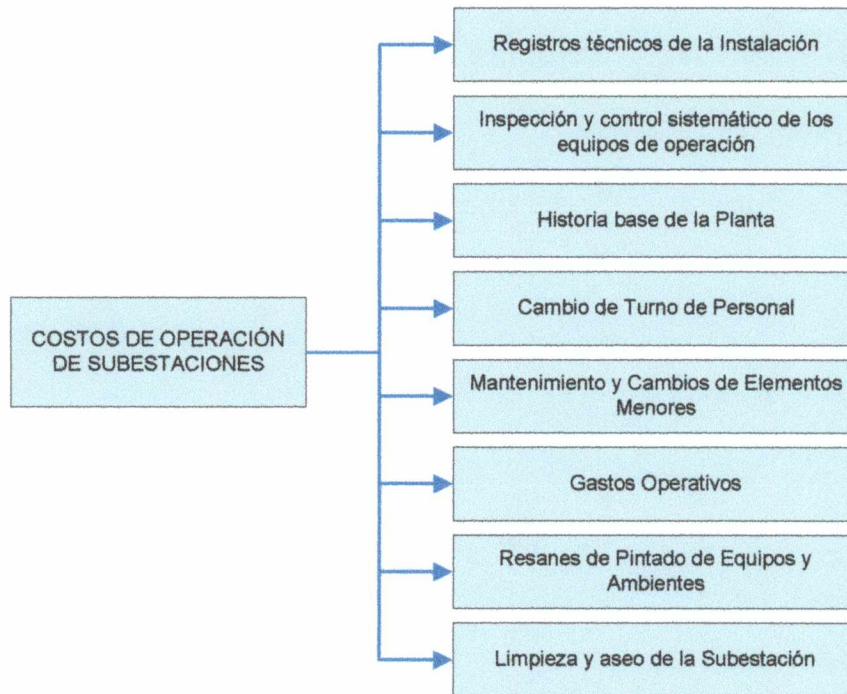 Registros técnicos de la Instalación
Inspección y control sistemático de los
equipos de operación
Historia base de la Planta
Cambio de Turno de Personal
COSTOS DE OPERACIÓN
DE SUBESTACIONES
Mantenimiento y Cambios de Elementos
Menores
Gastos Operativos
Resanes de Pintado de Equipos y
Ambientes
Limpieza y aseo de la Subestación